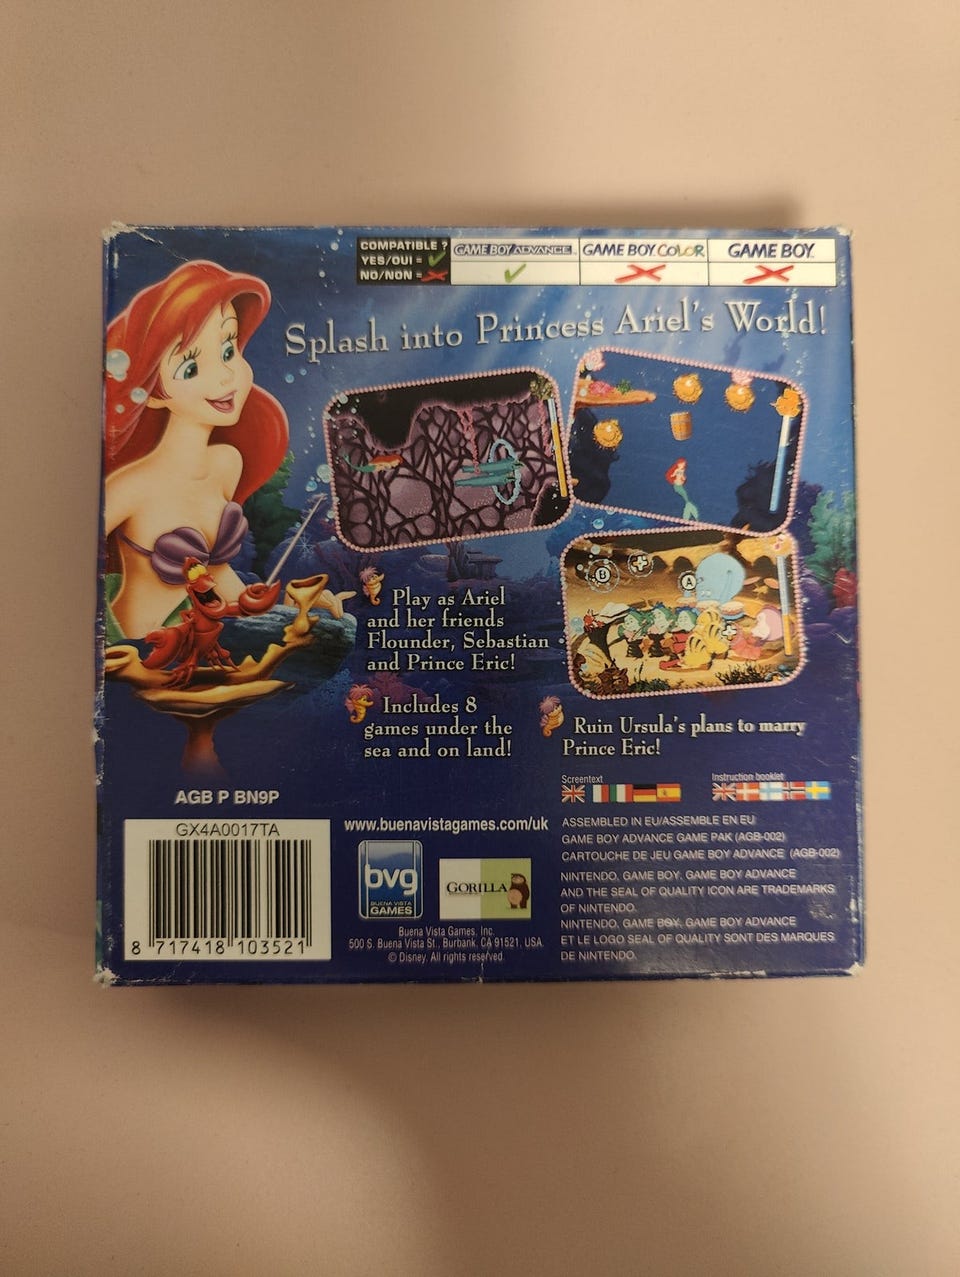 COMPATIBLE ?
YES/OUI =
NO/NON =
GAME BOY ADVANCE
GAME BOY COLOR
GAME BOY
Splash into Princess Ariel's World!
B
A
Play as Ariel
and her friends
Flounder, Sebastian
and Prince Eric!
Includes 8
games under the
sea and on land!
Ruin Ursula's plans to marry
Prince Eric!
Screentext
Instruction booklet
AGB P BN9P
GX4A0017TA
8 717418 103521
www.buenavistagames.com/uk
bvg
BUENA VISTA
GAMES
GORILLA
Buena Vista Games, Inc.
500 S. Buena Vista St., Burbank, CA 91521, USA
© Disney. All rights reserved.
ASSEMBLED IN EU/ASSEMBLE EN EU
GAME BOY ADVANCE GAME PAK (AGB-002)
CARTOUCHE DE JEU GAME BOY ADVANCE (AGB-002)
NINTENDO, GAME BOY, GAME BOY ADVANCE
AND THE SEAL OF QUALITY ICON ARE TRADEMARKS
OF NINTENDO.
NINTENDO, GAME BOY, GAME BOY ADVANCE
ET LE LOGO SEAL OF QUALITY SONT DES MARQUES
DE NINTENDO.